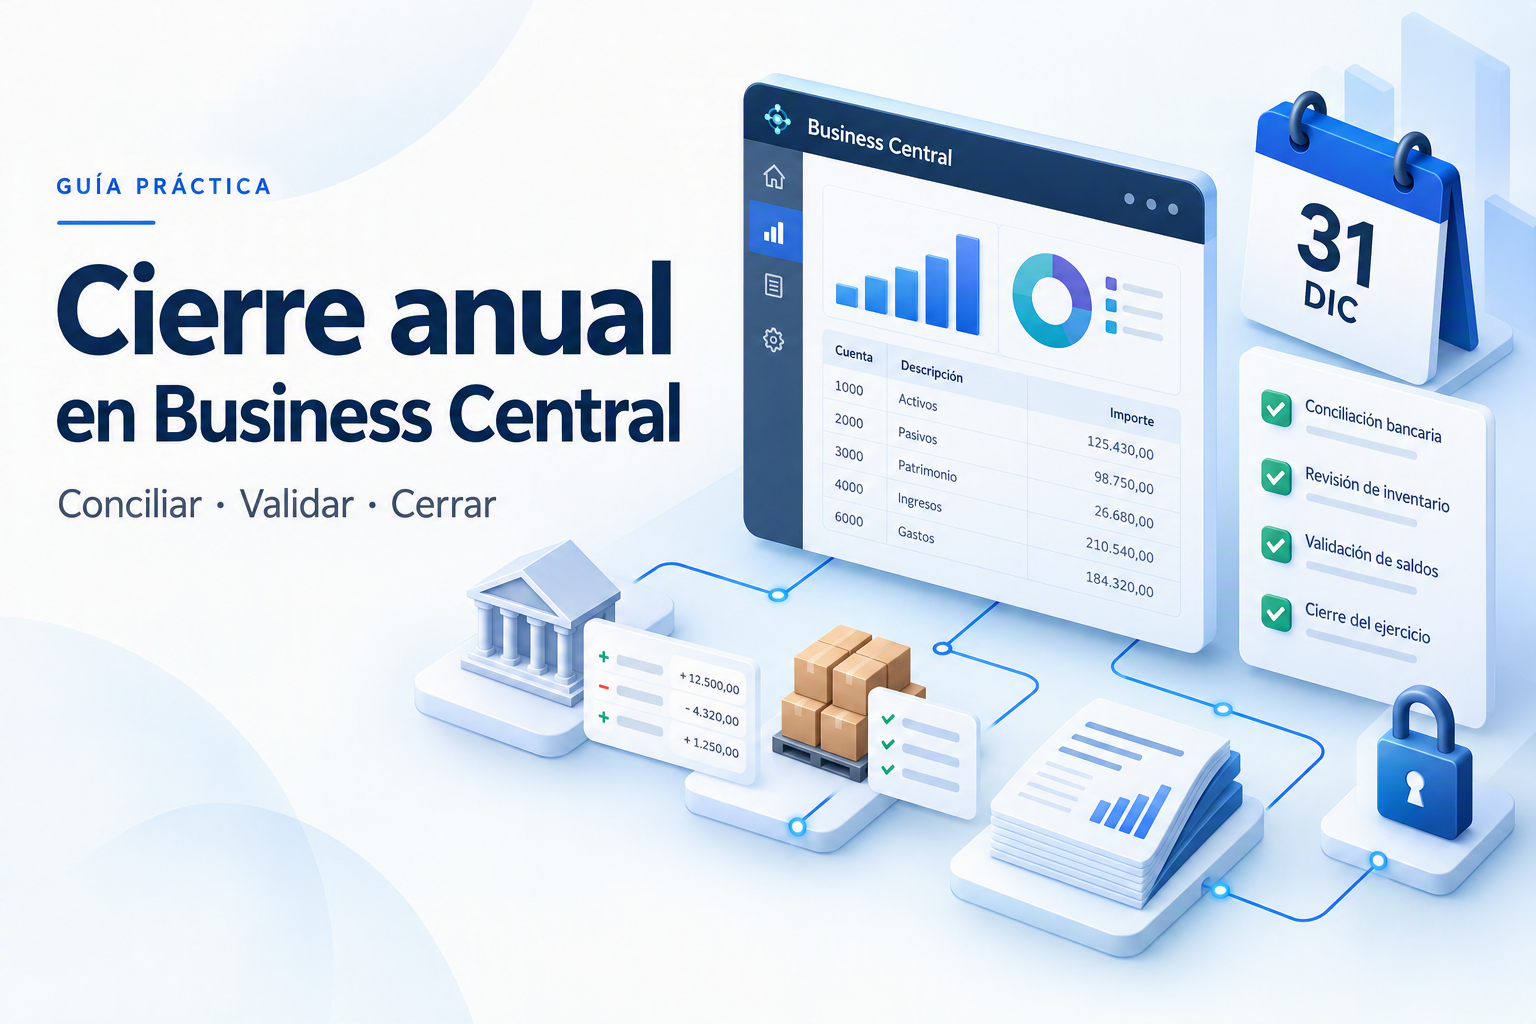 GUÍA PRÁCTICA
Cierre anual
en Business Central
Conciliar · Validar · Cerrar
Business Central
Cuenta Descripción Importe
1000 Activos 125.430,00
2000 Pasivos 98.750,00
3000 Patrimonio 26.680,00
4000 Ingresos 210.540,00
6000 Gastos 184.320,00
31
DIC
Conciliación bancaria
Revisión de inventario
Validación de saldos
Cierre del ejercicio
+ 12.500,00
- 4.320,00
+ 1.250,00